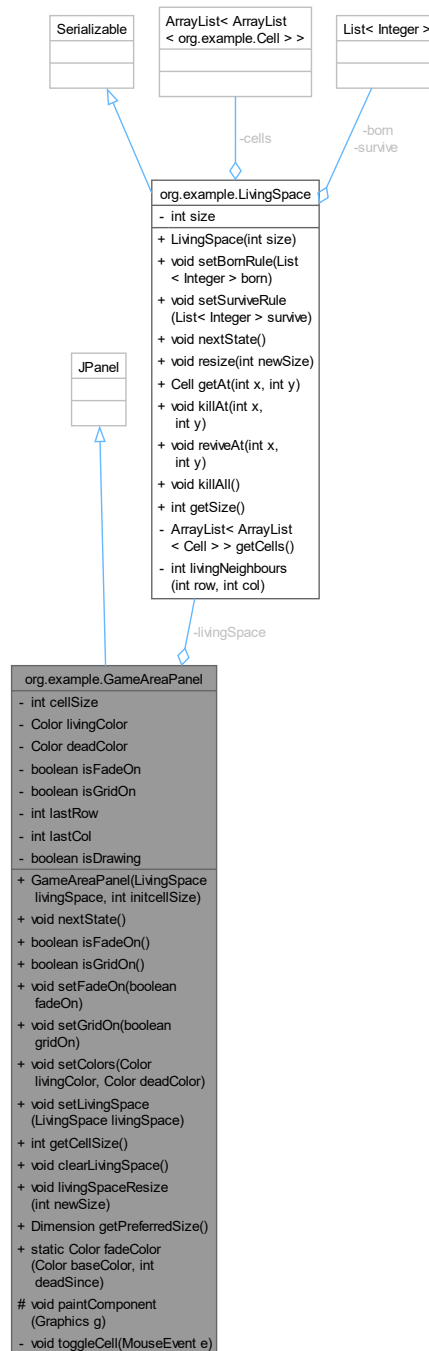 Serializable
ArrayList< ArrayList
< org.example.Cell > >
List< Integer >
-cells
-born
-survive
org.example.LivingSpace
- int size
+ LivingSpace(int size)
+ void setBornRule(List
< Integer > born)
+ void setSurviveRule
(List< Integer > survive)
+ void nextState()
+ void resize(int newSize)
+ Cell getAt(int x, int y)
+ void killAt(int x,
int y)
+ void reviveAt(int x,
int y)
+ void killAll()
+ int getSize()
- ArrayList< ArrayList
< Cell > > getCells()
- int livingNeighbours
(int row, int col)
JPanel
-livingSpace
org.example.GameAreaPanel
- int cellSize
- Color livingColor
- Color deadColor
- boolean isFadeOn
- boolean isGridOn
- int lastRow
- int lastCol
- boolean isDrawing
+ GameAreaPanel(LivingSpace
livingSpace, int initcellSize)
+ void nextState()
+ boolean isFadeOn()
+ boolean isGridOn()
+ void setFadeOn(boolean
fadeOn)
+ void setGridOn(boolean
gridOn)
+ void setColors(Color
livingColor, Color deadColor)
+ void setLivingSpace
(LivingSpace livingSpace)
+ int getCellSize()
+ void clearLivingSpace()
+ void livingSpaceResize
(int newSize)
+ Dimension getPreferredSize()
+ static Color fadeColor
(Color baseColor, int
deadSince)
# void paintComponent
(Graphics g)
- void toggleCell(MouseEvent e)